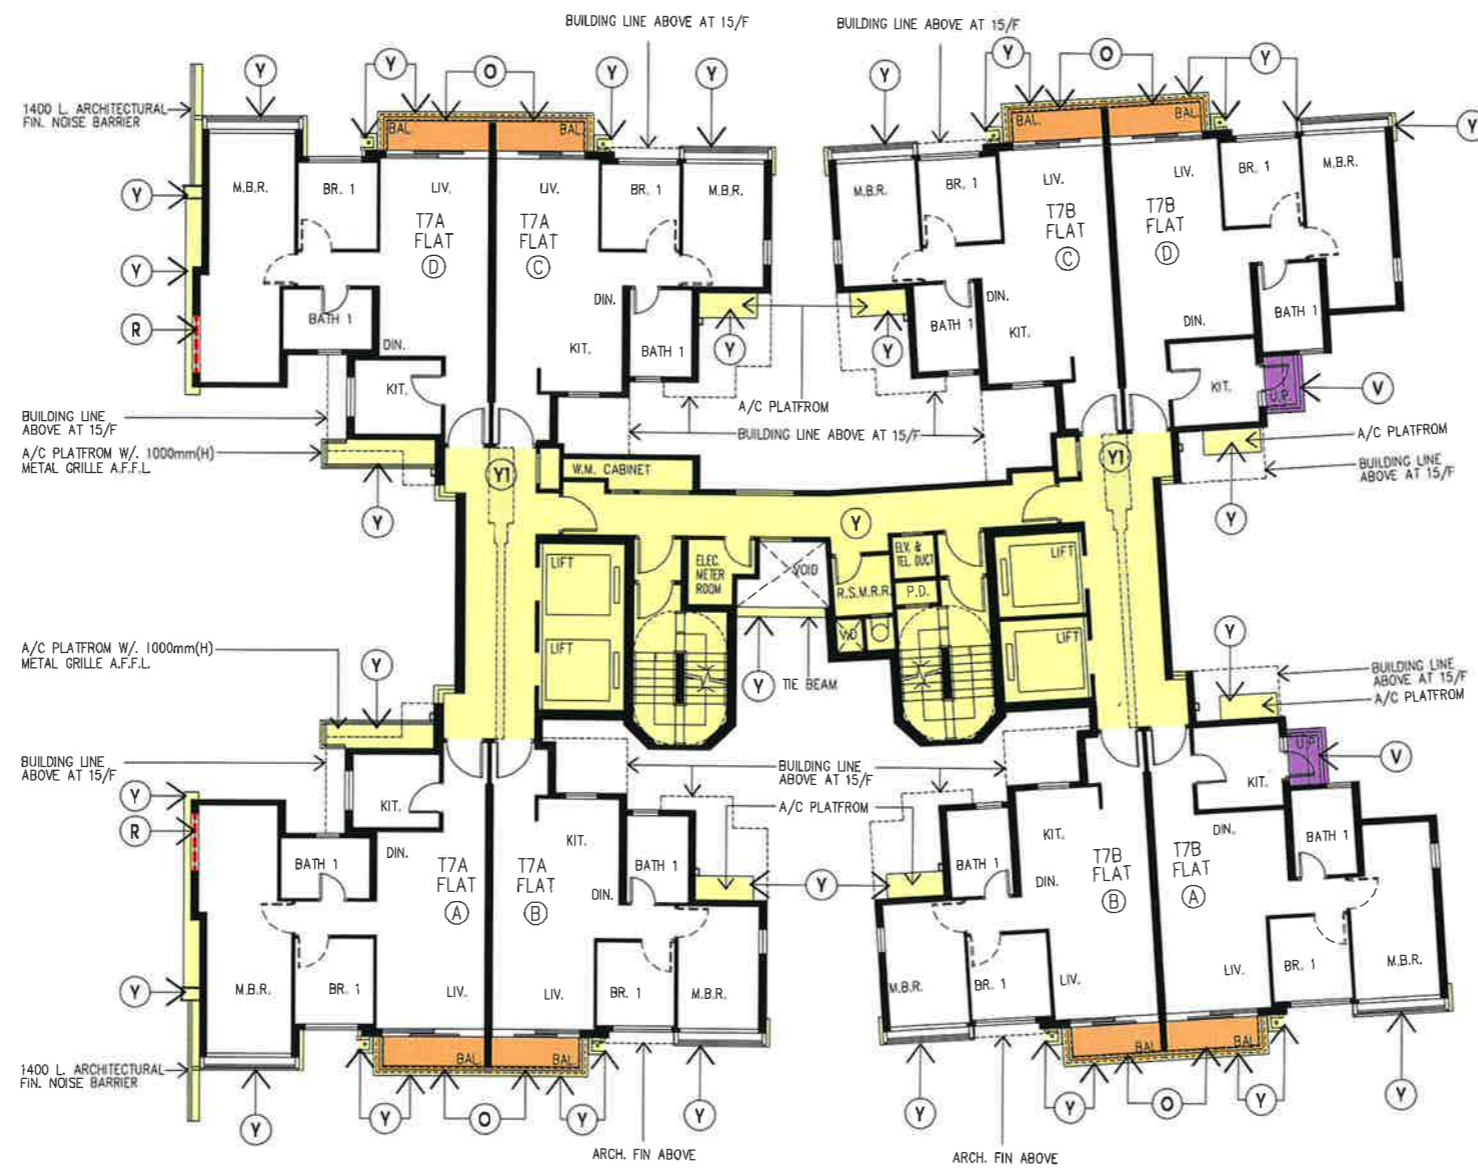 BUILDING LINE ABOVE AT 15/F
BUILDING LINE ABOVE AT 15/F
Y
Y
O
Y
Y
Y
Y
O
Y
Y
1400 L. ARCHITECTURAL
FIN. NOISE BARRIER
BAL.
BAL.
BAL.
BAL.
M.B.R.
BR. 1
LIV.
LIV.
BR. 1
M.B.R.
M.B.R.
BR. 1
LIV.
LIV.
BR. 1
M.B.R.
Y
T7A
FLAT
D
T7A
FLAT
C
T7B
FLAT
C
T7B
FLAT
D
Y
R
BATH 1
DIN.
DIN.
KIT.
BATH 1
Y
Y
BATH 1
DIN.
KIT.
DIN.
BATH 1
KIT.
KIT.
U.P.
V
A/C PLATFROM
BUILDING LINE ABOVE AT 15/F
BUILDING LINE
ABOVE AT 15/F
A/C PLATFROM W/. 1000mm(H)
METAL GRILLE A.F.F.L.
Y
Y1
W.M. CABINET
Y
Y1
A/C PLATFROM
BUILDING LINE
ABOVE AT 15/F
Y
LIFT
ELEC.
METER
ROOM
VOID
ELV. &
TEL. DUCT
R.S.M.R.R.
P.D.
LIFT
LIFT
VD
LIFT
Y
TIE BEAM
A/C PLATFROM W/. 1000mm(H)
METAL GRILLE A.F.F.L.
Y
Y
BUILDING LINE
ABOVE AT 15/F
A/C PLATFROM
BUILDING LINE
ABOVE AT 15/F
BUILDING LINE
ABOVE AT 15/F
A/C PLATFROM
U.P.
V
Y
R
KIT.
KIT.
KIT.
KIT.
BATH 1
DIN.
DIN.
BATH 1
BATH 1
DIN.
DIN.
BATH 1
T7A
FLAT
A
T7A
FLAT
B
Y
T7B
FLAT
B
T7B
FLAT
A
Y
M.B.R.
BR. 1
LIV.
LIV.
BR. 1
M.B.R.
M.B.R.
BR. 1
LIV.
LIV.
BR. 1
M.B.R.
BAL.
BAL.
BAL.
BAL.
1400 L. ARCHITECTURAL
FIN. NOISE BARRIER
Y
Y
O
Y
Y
Y
Y
O
Y
Y
ARCH. FIN ABOVE
ARCH. FIN ABOVE